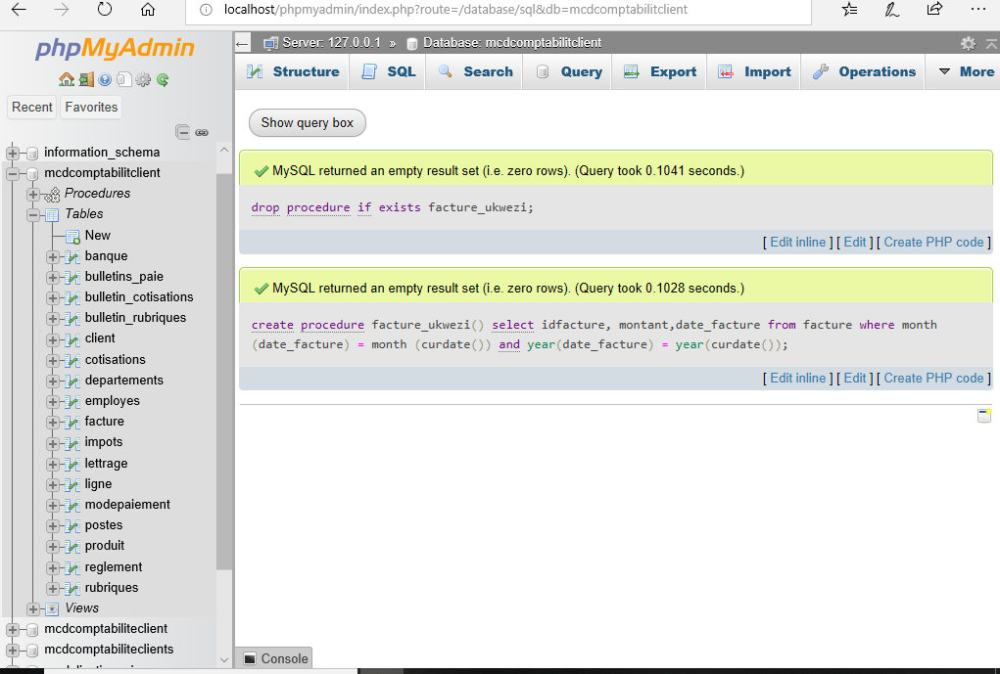 localhost/phpmyadmin/index.php?route=/database/sql&db=mcdcomptabilitclient
phpMyAdmin
Recent Favorites
information_schema
mcdcomptabilitclient
Procedures
Tables
New
banque
bulletins_paie
bulletin_cotisations
bulletin_rubriques
client
cotisations
departements
employes
facture
impots
lettrage
ligne
modepaiement
postes
produit
reglement
rubriques
Views
mcdcomptabiliteclient
mcdcomptabiliteclients
Server: 127.0.0.1 » Database: mcdcomptabilitclient
Structure SQL Search Query Export Import Operations More
Show query box
MySQL returned an empty result set (i.e. zero rows). (Query took 0.1041 seconds.)
drop procedure if exists facture_ukwezi;
[ Edit inline ] [ Edit ] [ Create PHP code ]
MySQL returned an empty result set (i.e. zero rows). (Query took 0.1028 seconds.)
create procedure facture_ukwezi() select idfacture, montant,date_facture from facture where month
(date_facture) = month (curdate()) and year(date_facture) = year(curdate());
[ Edit inline ] [ Edit ] [ Create PHP code ]
Console